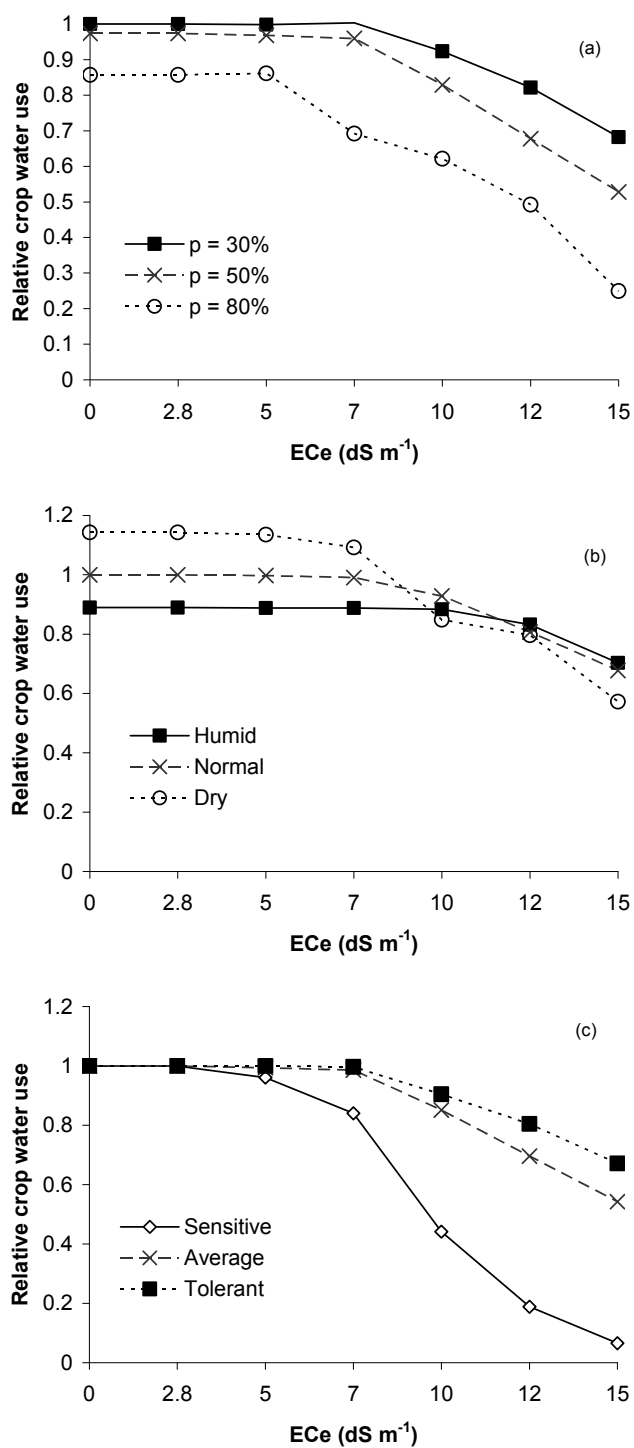 (a)
1
0.9
0.8
0.7
0.6
0.5
0.4
0.3
0.2
0.1
0
Relative crop water use
p = 30%
p = 50%
p = 80%
0 2.8 5 7 10 12 15
ECe (dS m⁻¹)
(b)
1.2
1
0.8
0.6
0.4
0.2
0
Relative crop water use
Humid
Normal
Dry
0 2.8 5 7 10 12 15
ECe (dS m⁻¹)
(c)
1.2
1
0.8
0.6
0.4
0.2
0
Relative crop water use
Sensitive
Average
Tolerant
0 2.8 5 7 10 12 15
ECe (dS m⁻¹)